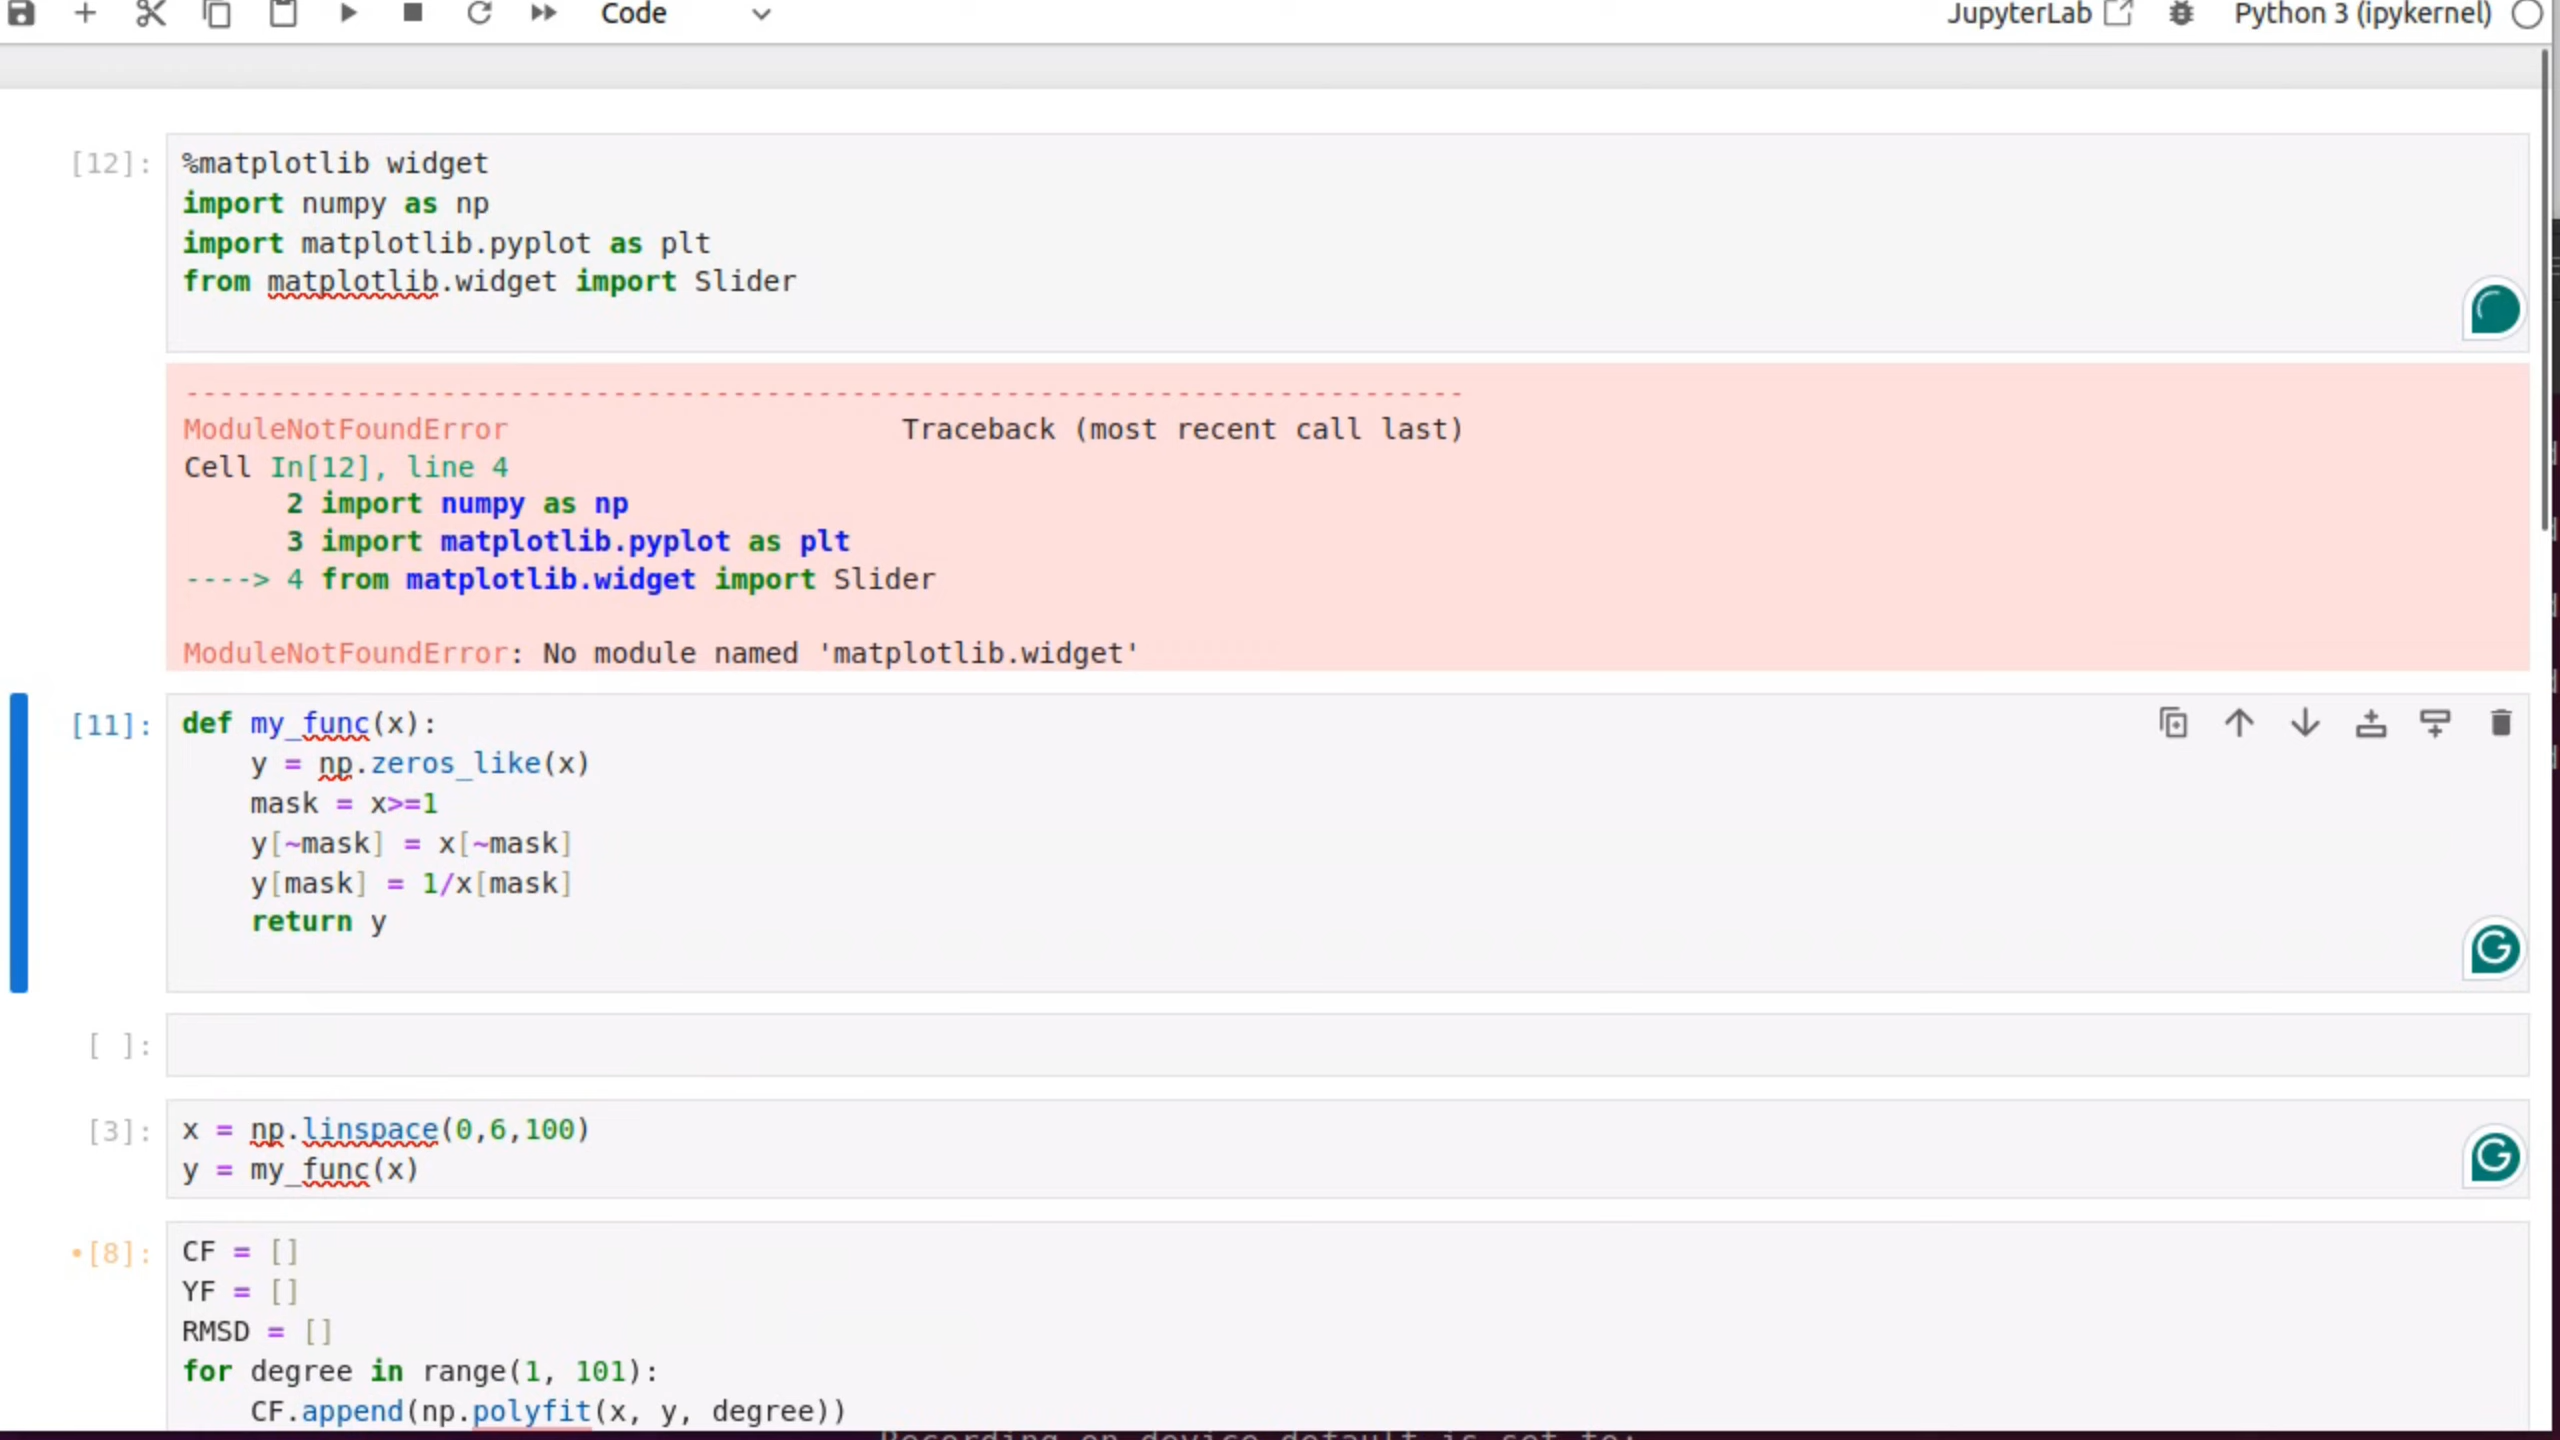 Code
JupyterLab
Python 3 (ipykernel)
[12]:
%matplotlib widget
import numpy as np
import matplotlib.pyplot as plt
from matplotlib.widget import Slider
---------------------------------------------------------------------------
ModuleNotFoundError                       Traceback (most recent call last)
Cell In[12], line 4
      2 import numpy as np
      3 import matplotlib.pyplot as plt
----> 4 from matplotlib.widget import Slider
ModuleNotFoundError: No module named 'matplotlib.widget'
[11]:
def my_func(x):
    y = np.zeros_like(x)
    mask = x>=1
    y[~mask] = x[~mask]
    y[mask] = 1/x[mask]
    return y
[ ]:
[3]:
x = np.linspace(0,6,100)
y = my_func(x)
•[8]:
CF = []
YF = []
RMSD = []
for degree in range(1, 101):
    CF.append(np.polyfit(x, y, degree))